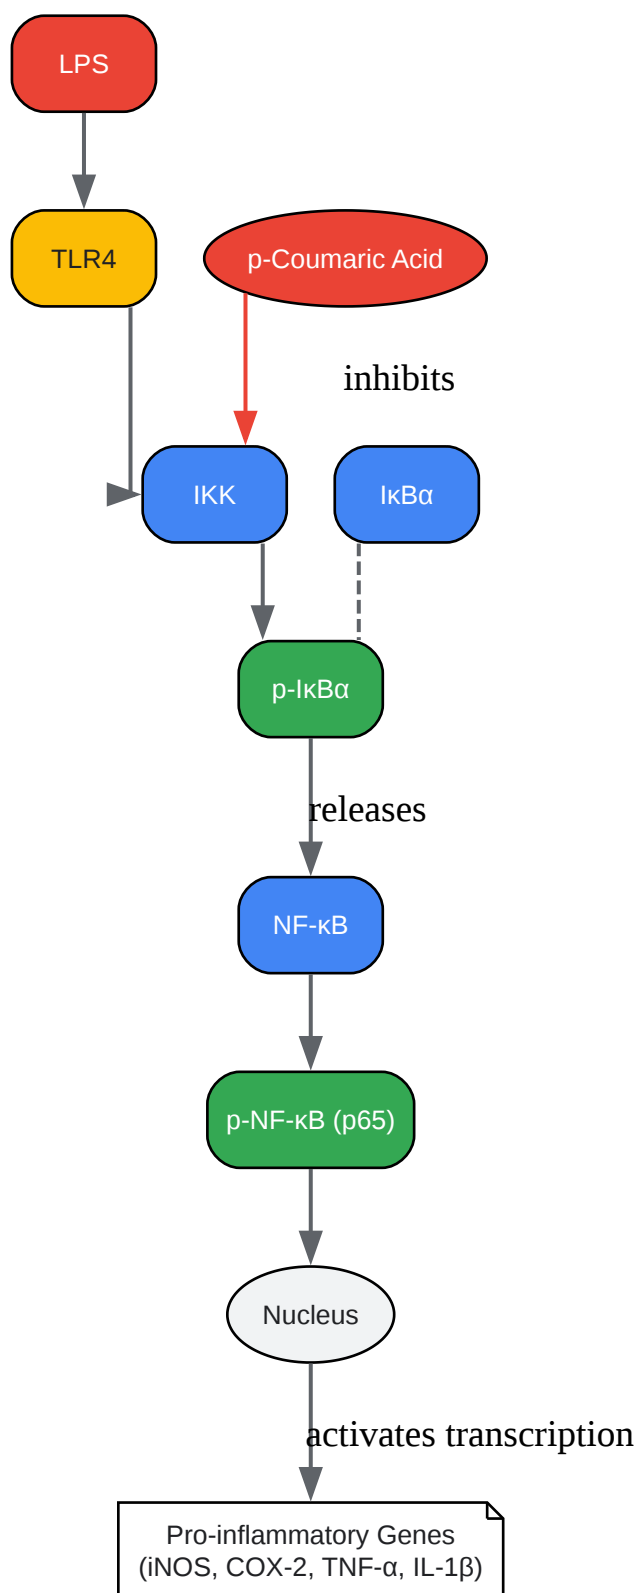 LPS
TLR4
p-Coumaric Acid
inhibits
IKK
IκBα
p-IκBα
releases
NF-κB
p-NF-κB (p65)
Nucleus
activates transcription
Pro-inflammatory Genes
(iNOS, COX-2, TNF-α, IL-1β)